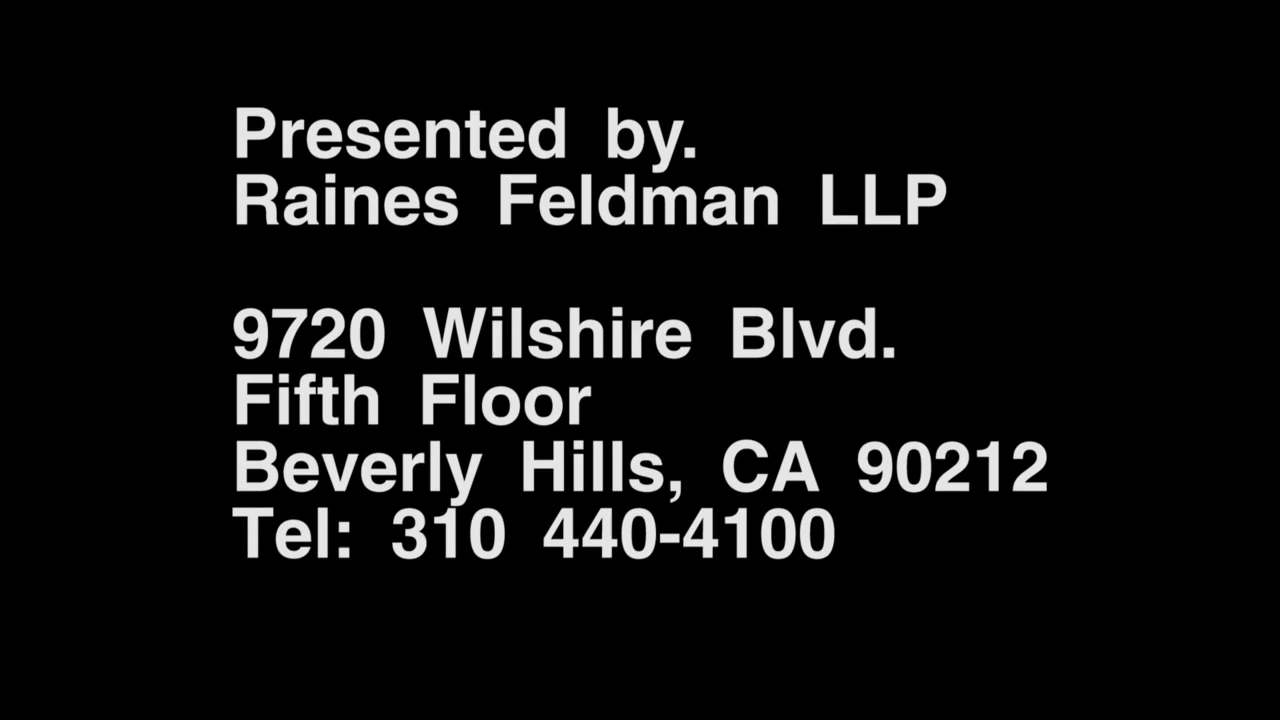 Presented by.
Raines Feldman LLP
9720 Wilshire Blvd.
Fifth Floor
Beverly Hills, CA 90212
Tel: 310 440-4100